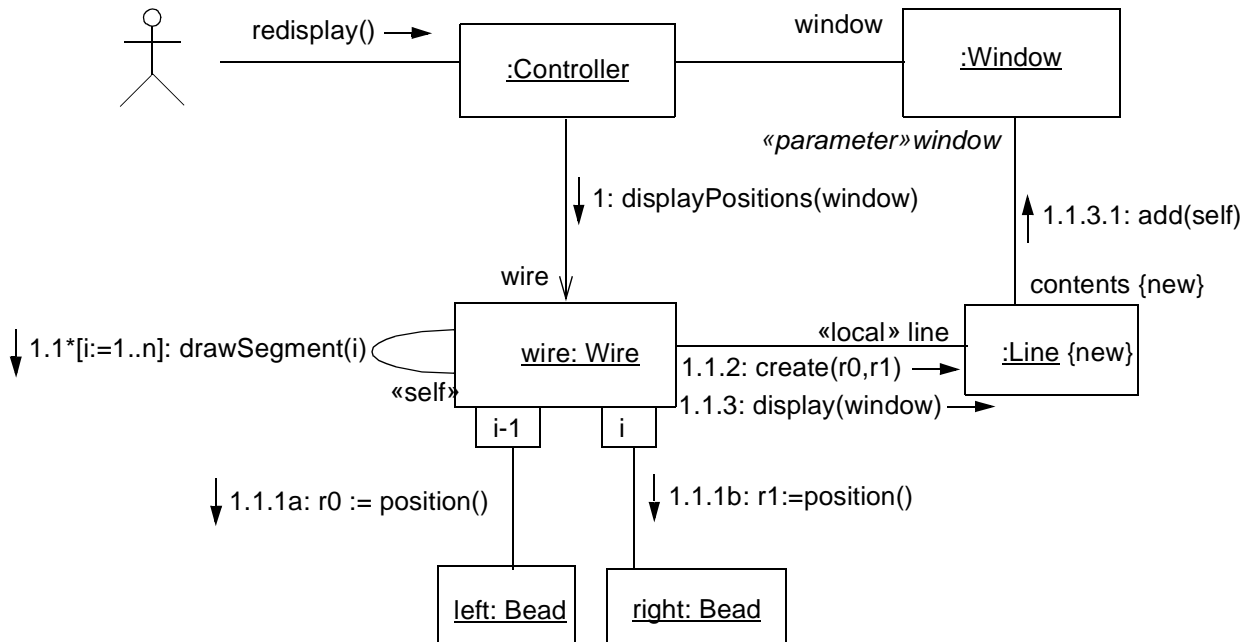 redisplay()
window
:Controller
:Window
«parameter»window
1: displayPositions(window)
1.1.3.1: add(self)
wire
contents {new}
1.1*[i:=1..n]: drawSegment(i)
wire: Wire
«local» line
:Line {new}
1.1.2: create(r0,r1)
«self»
1.1.3: display(window)
i-1
i
1.1.1a: r0 := position()
1.1.1b: r1:=position()
left: Bead
right: Bead